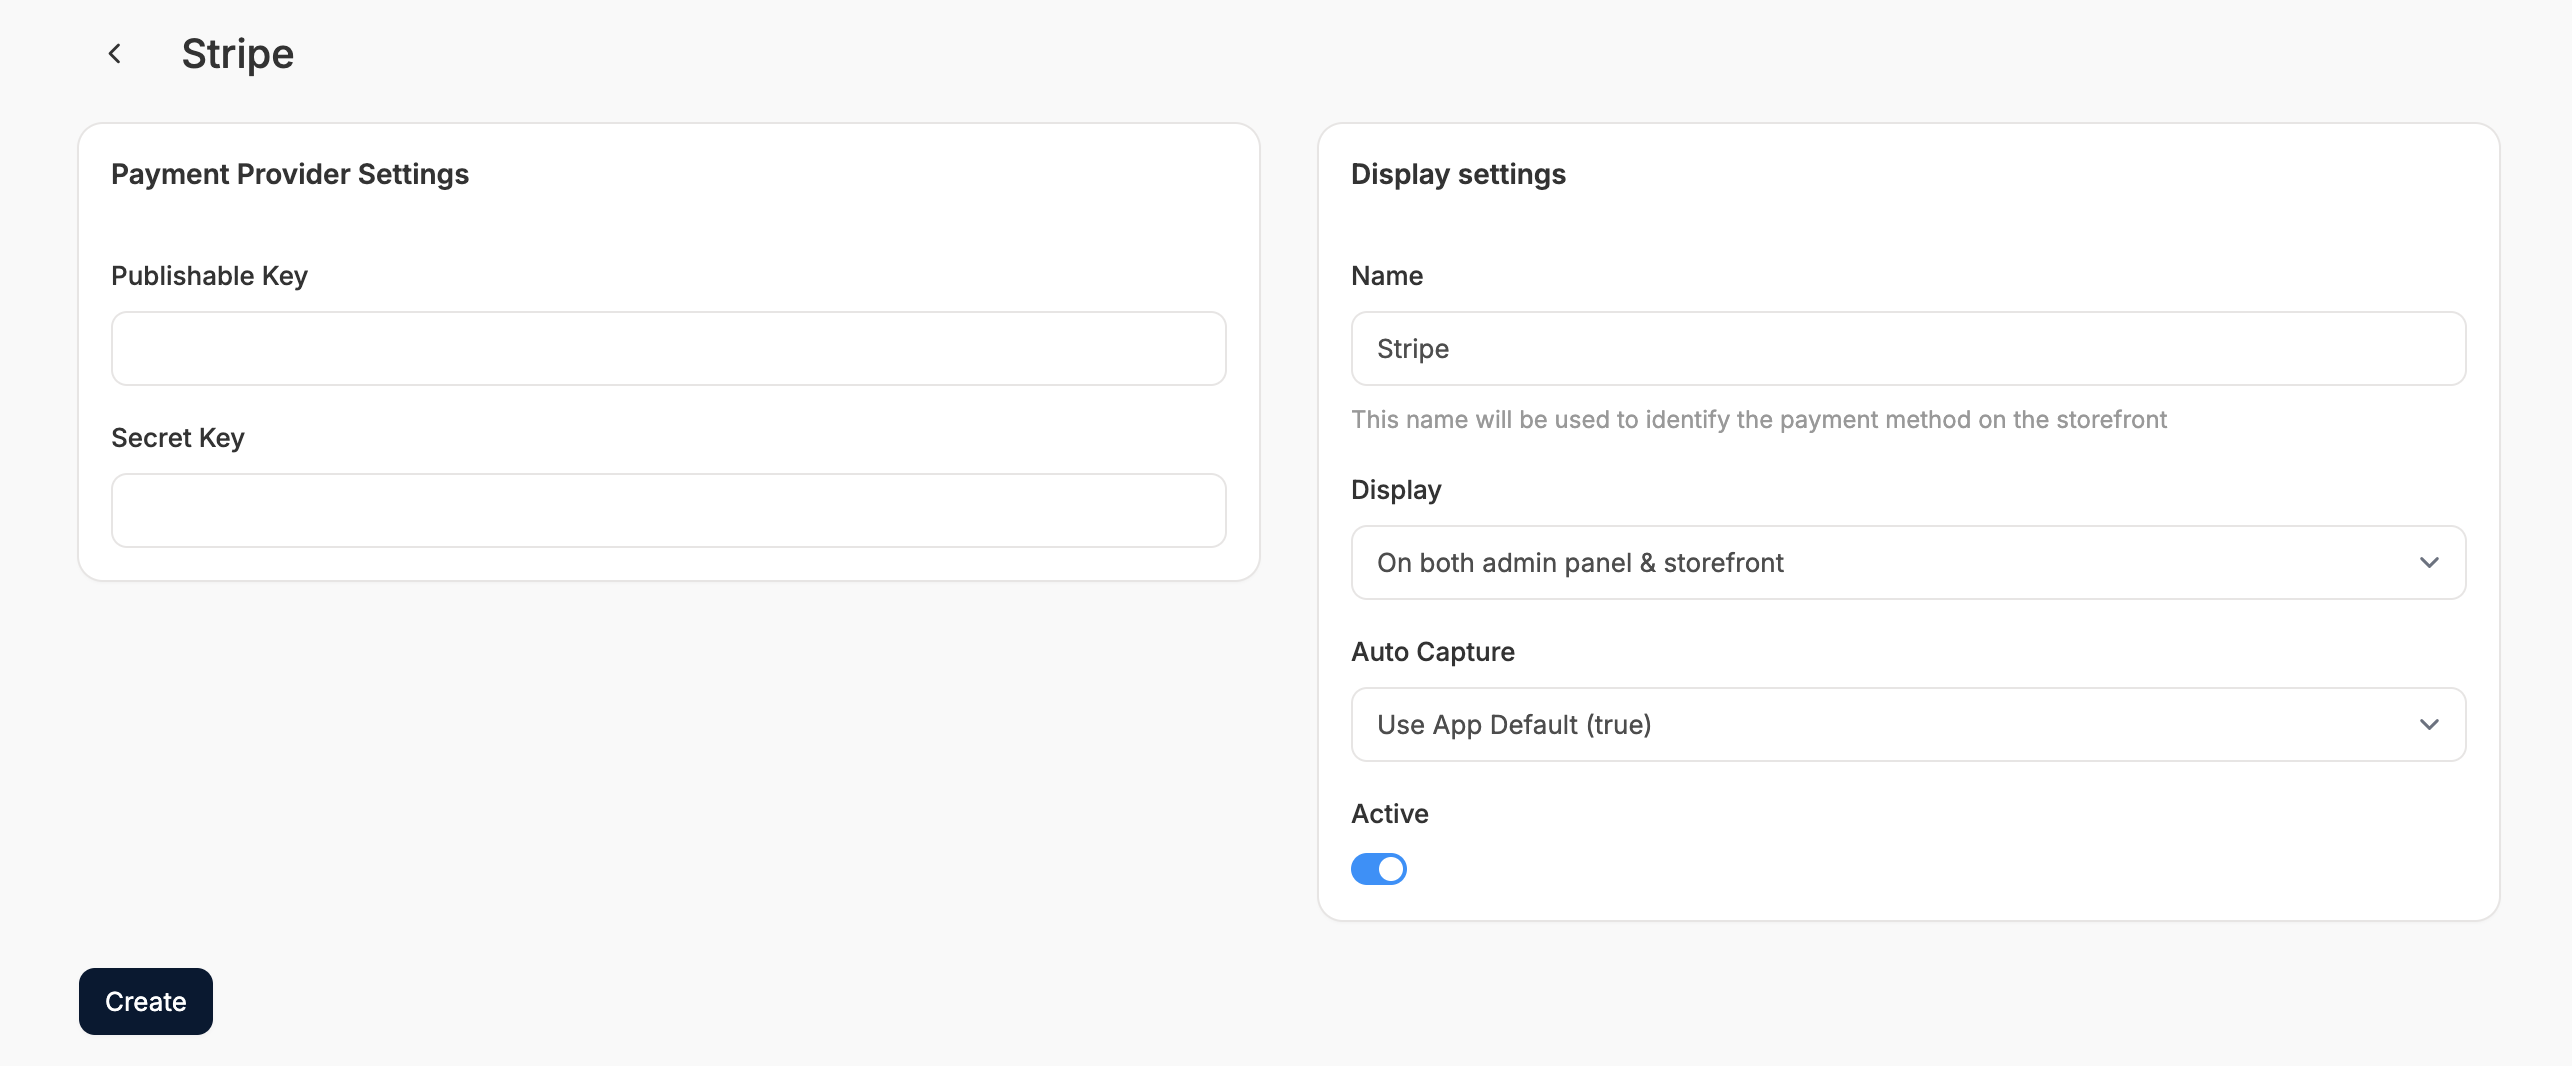 Stripe
Payment Provider Settings
Publishable Key
Secret Key
Display settings
Name
Stripe
This name will be used to identify the payment method on the storefront
Display
On both admin panel & storefront
Auto Capture
Use App Default (true)
Active
Create